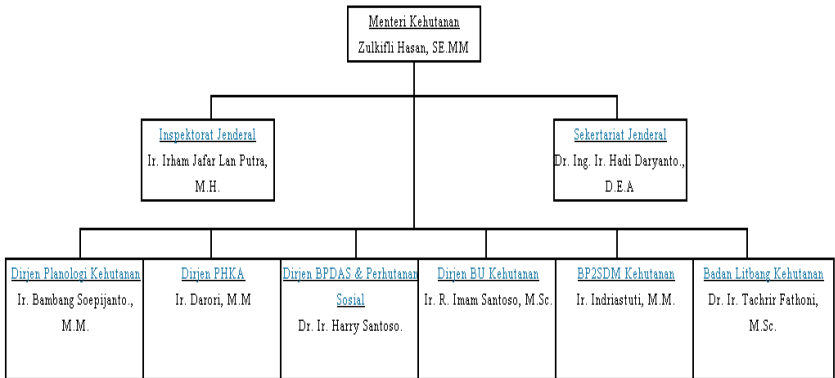 Menteri Kehutanan
Zulkifli Hasan, SE.MM
Inspektorat Jenderal
Ir. Irham Jafar Lan Putra,
M.H.
Sekertariat Jenderal
Dr. Ing. Ir. Hadi Daryanto.,
D.E.A
Dirjen Planologi Kehutanan
Ir. Bambang Soepijanto.,
M.M.
Dirjen PHKA
Ir. Darori, M.M
Dirjen BPDAS & Perhutanan
Sosial
Dr. Ir. Harry Santoso.
Dirjen BU Kehutanan
Ir. R. Imam Santoso, M.Sc.
BP2SDM Kehutanan
Ir. Indriastuti, M.M.
Badan Litbang Kehutanan
Dr. Ir. Tachrir Fathoni,
M.Sc.